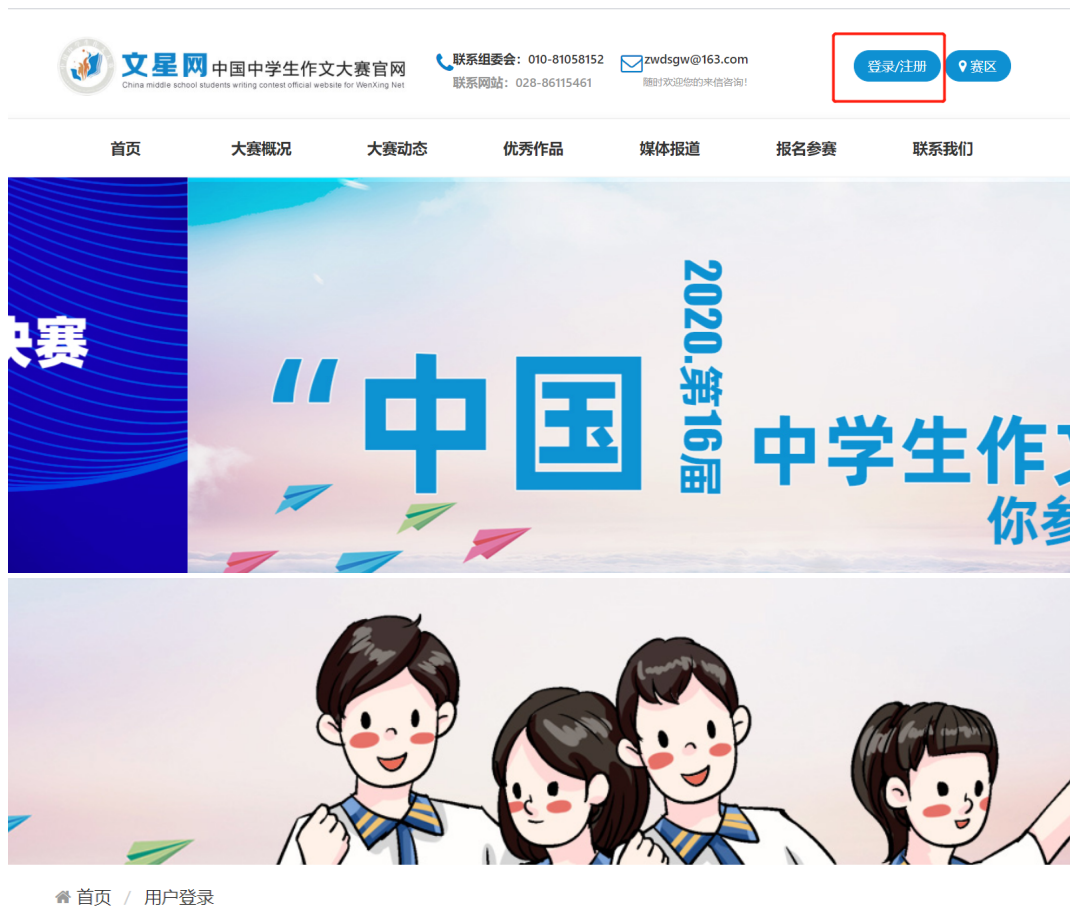 文星网 中国中学生作文大赛官网
China middle school students writing contest official website for WenXing Net
联系组委会：010-81058152
联系网站：028-86115461
zwdsgw@163.com
随时欢迎您的来信咨询!
登录/注册
赛区
首页 大赛概况 大赛动态 优秀作品 媒体报道 报名参赛 联系我们
决赛
“中国
2020.第16届
中学生作文
你参
首页 / 用户登录